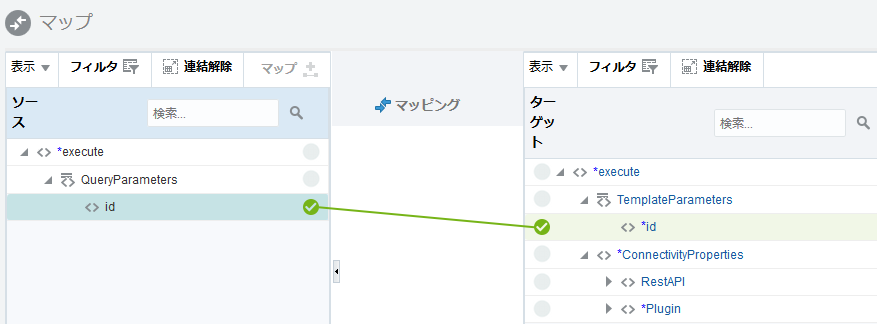 マップ
表示 フィルタ 連結解除 マップ
表示 フィルタ 連結解除
ソー
ス
検索...
マッピング
ター
ゲッ
ト
検索...
*execute
QueryParameters
id
*execute
TemplateParameters
*id
*ConnectivityProperties
RestAPI
*Plugin